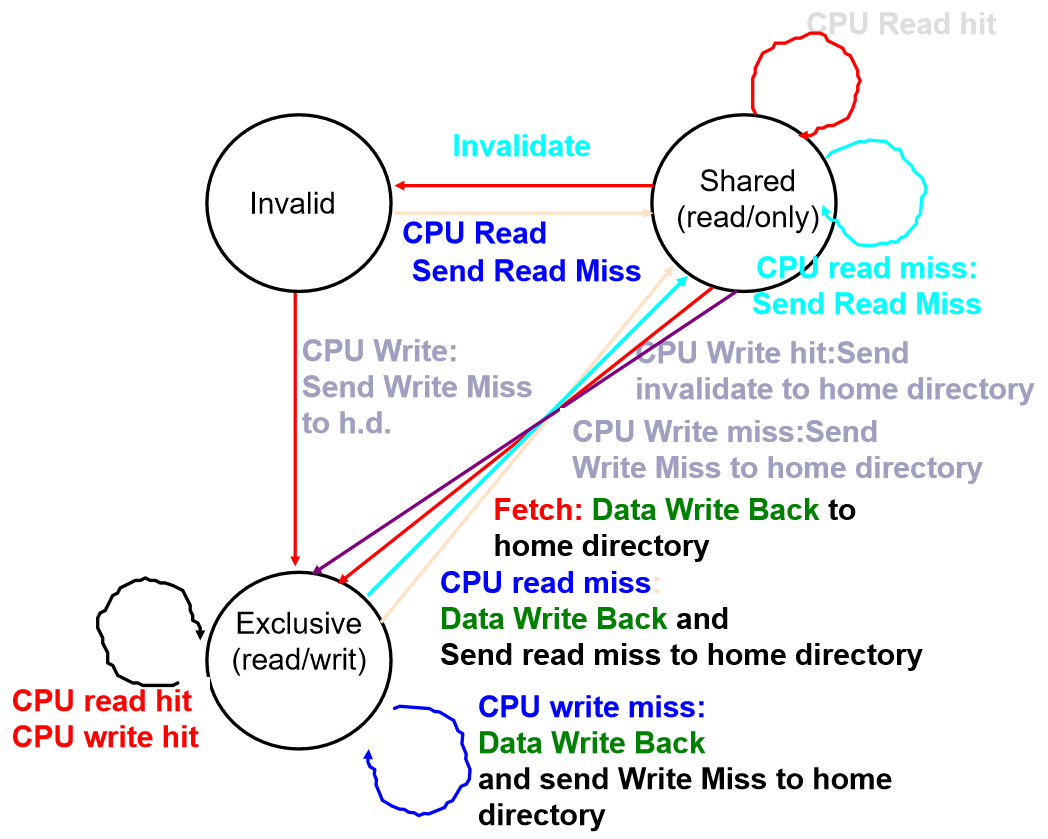 CPU Read hit
Invalidate
Invalid
Shared
(read/only)
CPU Read
Send Read Miss
CPU read miss:
Send Read Miss
CPU Write:
Send Write Miss
to h.d.
CPU Write hit:Send
invalidate to home directory
CPU Write miss:Send
Write Miss to home directory
Fetch: Data Write Back to
home directory
CPU read miss:
Data Write Back and
Send read miss to home directory
Exclusive
(read/writ)
CPU read hit
CPU write hit
CPU write miss:
Data Write Back
and send Write Miss to home
directory